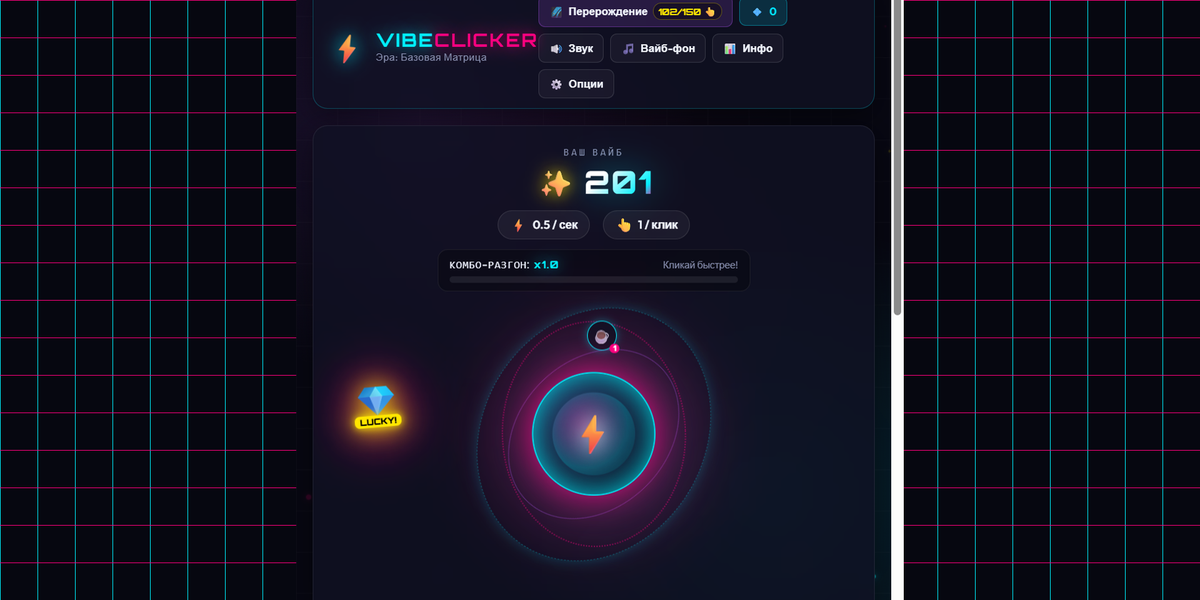 Перерождение 102/150 0
VIBECLICKER
Эра: Базовая Матрица
Звук Вайб-фон Инфо
Опции
ВАШ ВАЙБ
201
0.5 / сек 1 / клик
КОМБО-РАЗГОН: x1.0 Кликай быстрее!
1
LUCKY!